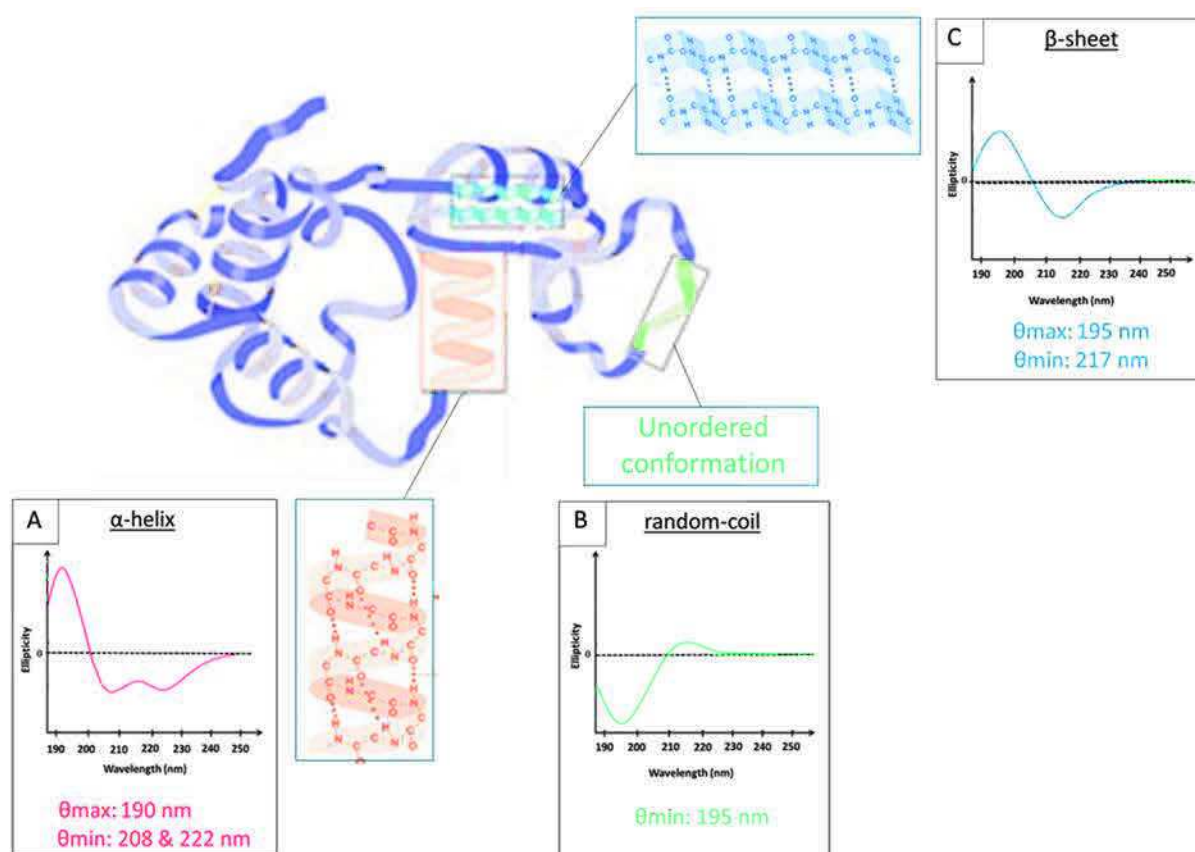 C
β-sheet
Ellipticity
0
190 200 210 220 230 240 250
Wavelength (nm)
θmax: 195 nm
θmin: 217 nm
Unordered
conformation
A
α-helix
Ellipticity
0
190 200 210 220 230 240 250
Wavelength (nm)
θmax: 190 nm
θmin: 208 & 222 nm
B
random-coil
Ellipticity
0
190 200 210 220 230 240 250
Wavelength (nm)
θmin: 195 nm